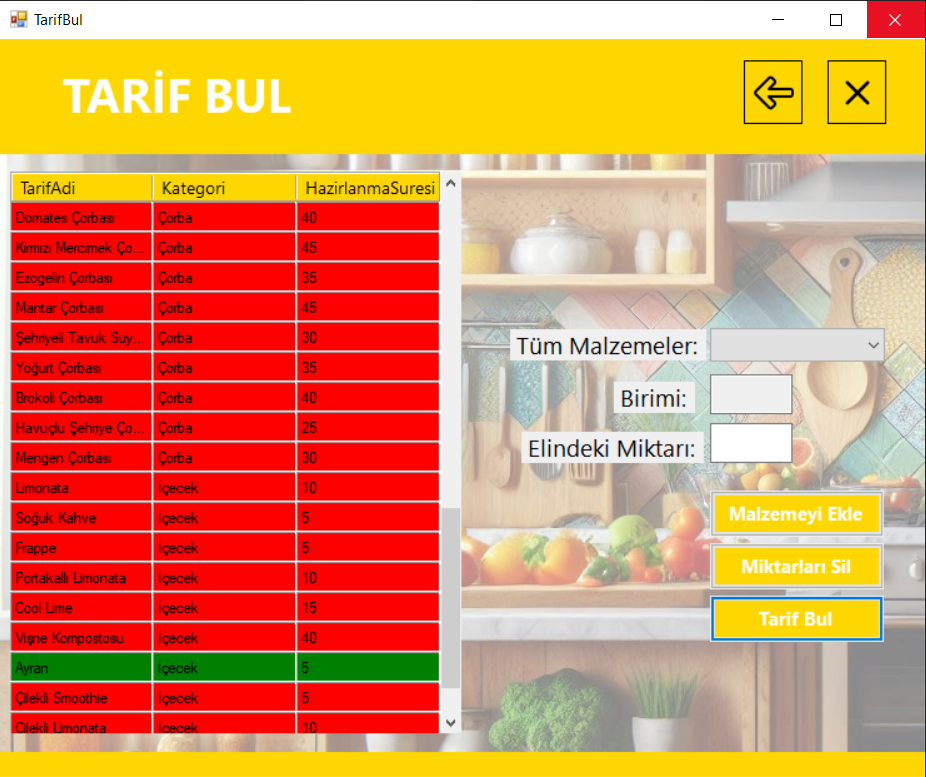 TarifBul
TARİF BUL
TarifAdi Kategori HazirlanmaSuresi
Domates Çorbası Çorba 40
Kırmızı Mercimek Ço... Çorba 45
Ezogelin Çorbası Çorba 35
Mantar Çorbası Çorba 45
Şehriyeli Tavuk Suy... Çorba 30
Yoğurt Çorbası Çorba 35
Brokoli Çorbası Çorba 40
Havuçlu Şehriye Ço... Çorba 25
Mengen Çorbası Çorba 30
Limonata İçecek 10
Soğuk Kahve İçecek 5
Frappe İçecek 5
Portakallı Limonata İçecek 10
Cool Lime İçecek 15
Vişne Kompostosu İçecek 40
Ayran İçecek 5
Çilekli Smoothie İçecek 5
Çilekli Limonata İçecek 10
Tüm Malzemeler:
Birimi:
Elindeki Miktarı:
Malzemeyi Ekle
Miktarları Sil
Tarif Bul